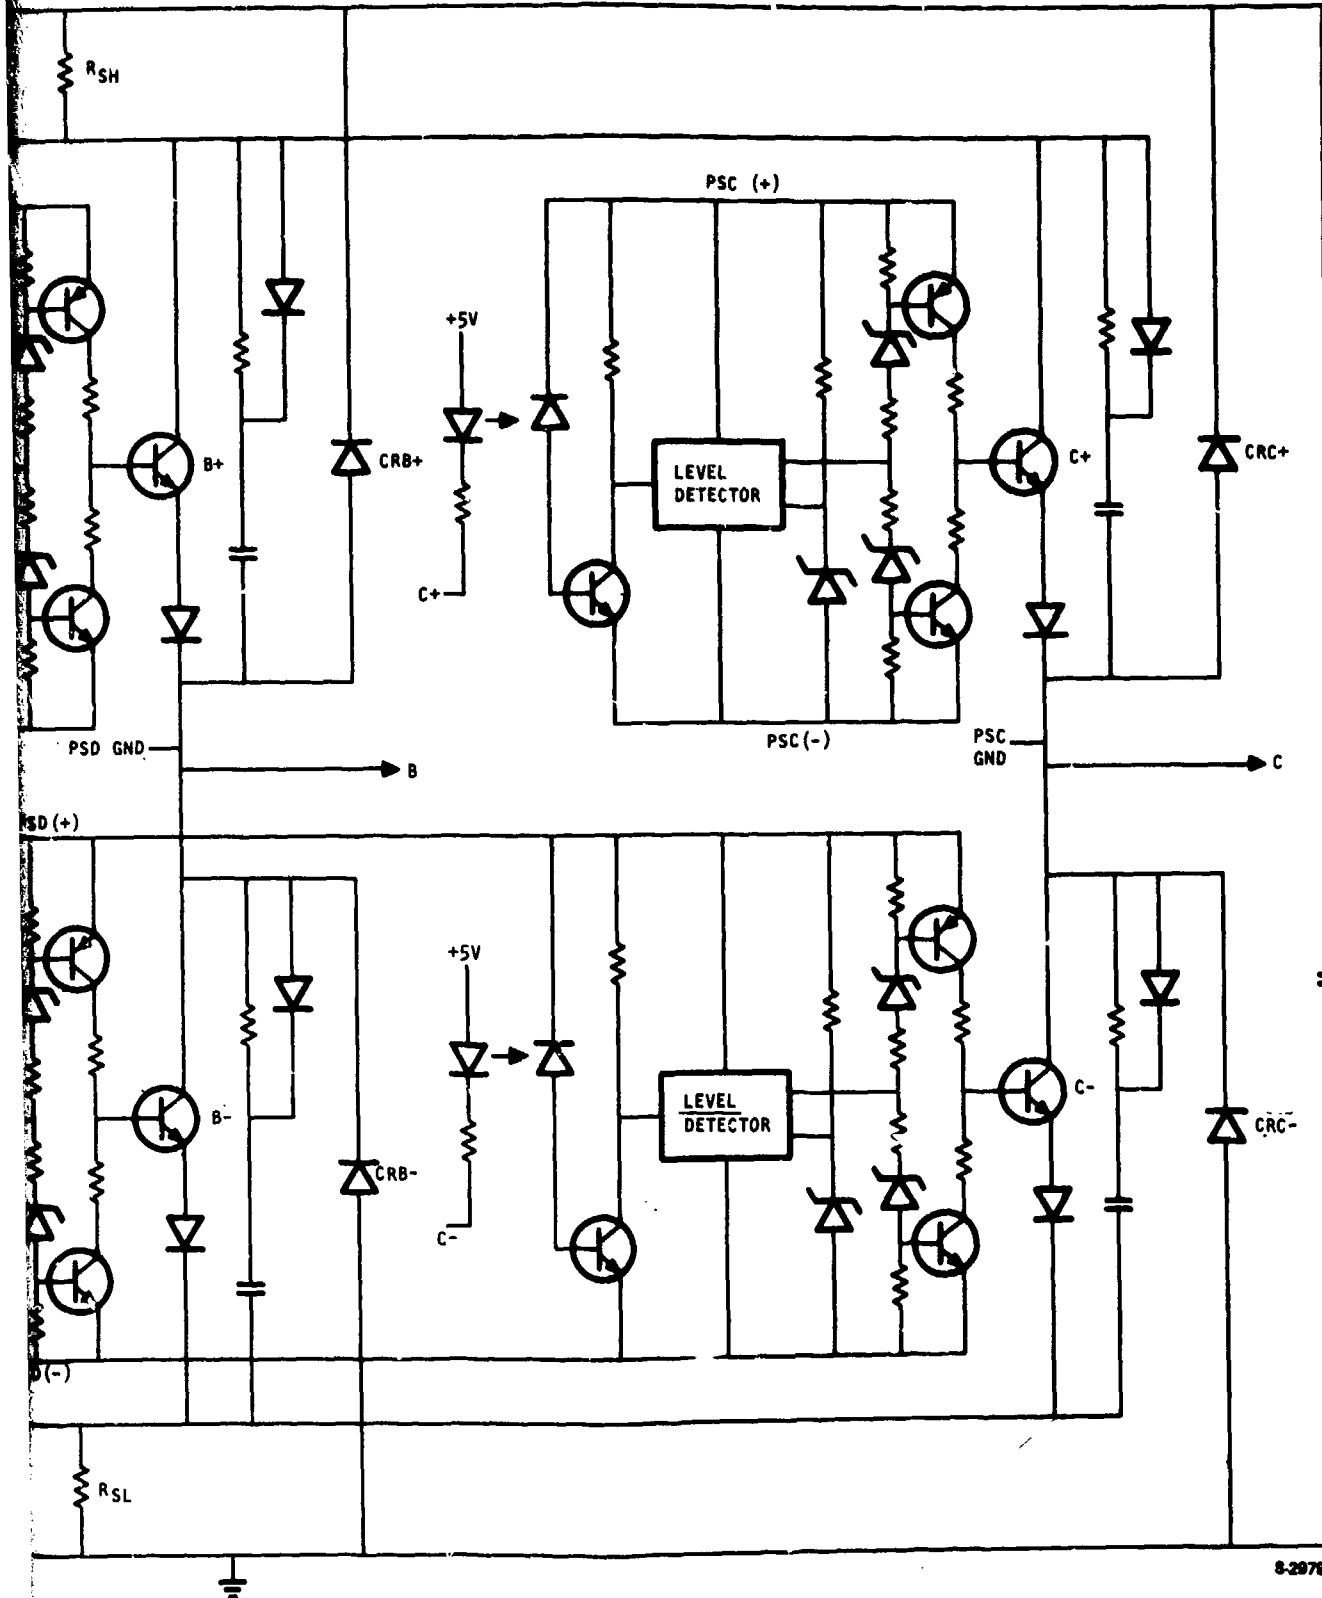 RSH
PSC (+)
+5V
B+
CRB+
LEVEL
DETECTOR
C+
CRC+
C+
PSC(-)
PSD GND
B
PSC
GND
C
SD(+)
+5V
B-
CRB-
LEVEL
DETECTOR
C-
CRC-
C-
(-)
RSL
S-2979